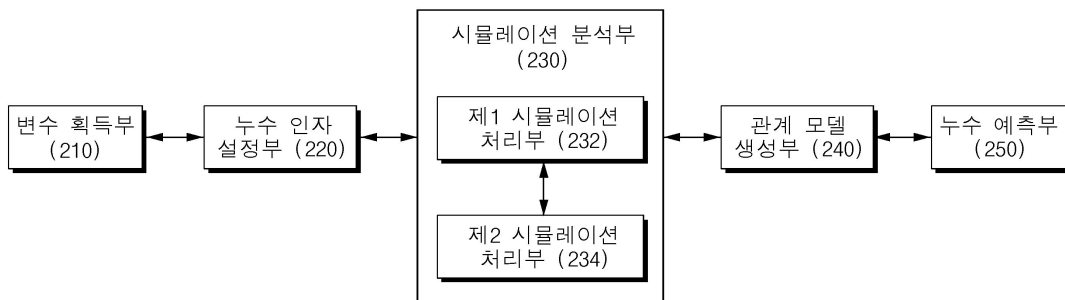 변수 획득부
(210)
누수 인자
설정부 (220)
시뮬레이션 분석부
(230)
제1 시뮬레이션
처리부 (232)
제2 시뮬레이션
처리부 (234)
관계 모델
생성부 (240)
누수 예측부
(250)